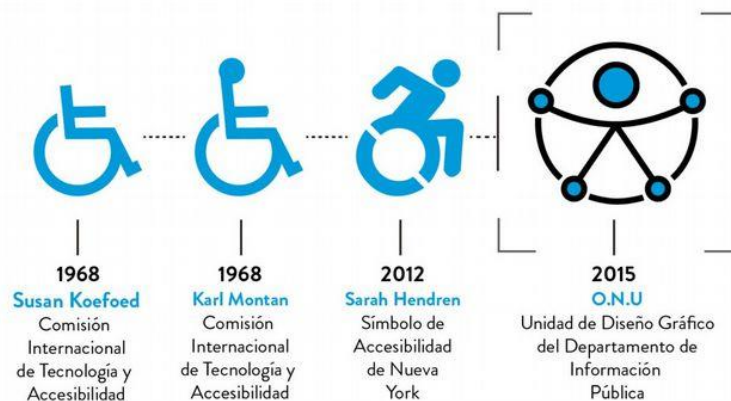 1968
Susan Koefoed
Comisión
Internacional
de Tecnología y
Accesibilidad
1968
Karl Montan
Comisión
Internacional
de Tecnología y
Accesibilidad
2012
Sarah Hendren
Símbolo de
Accesibilidad
de Nueva
York
2015
O.N.U
Unidad de Diseño Gráfico
del Departamento de
Información
Pública